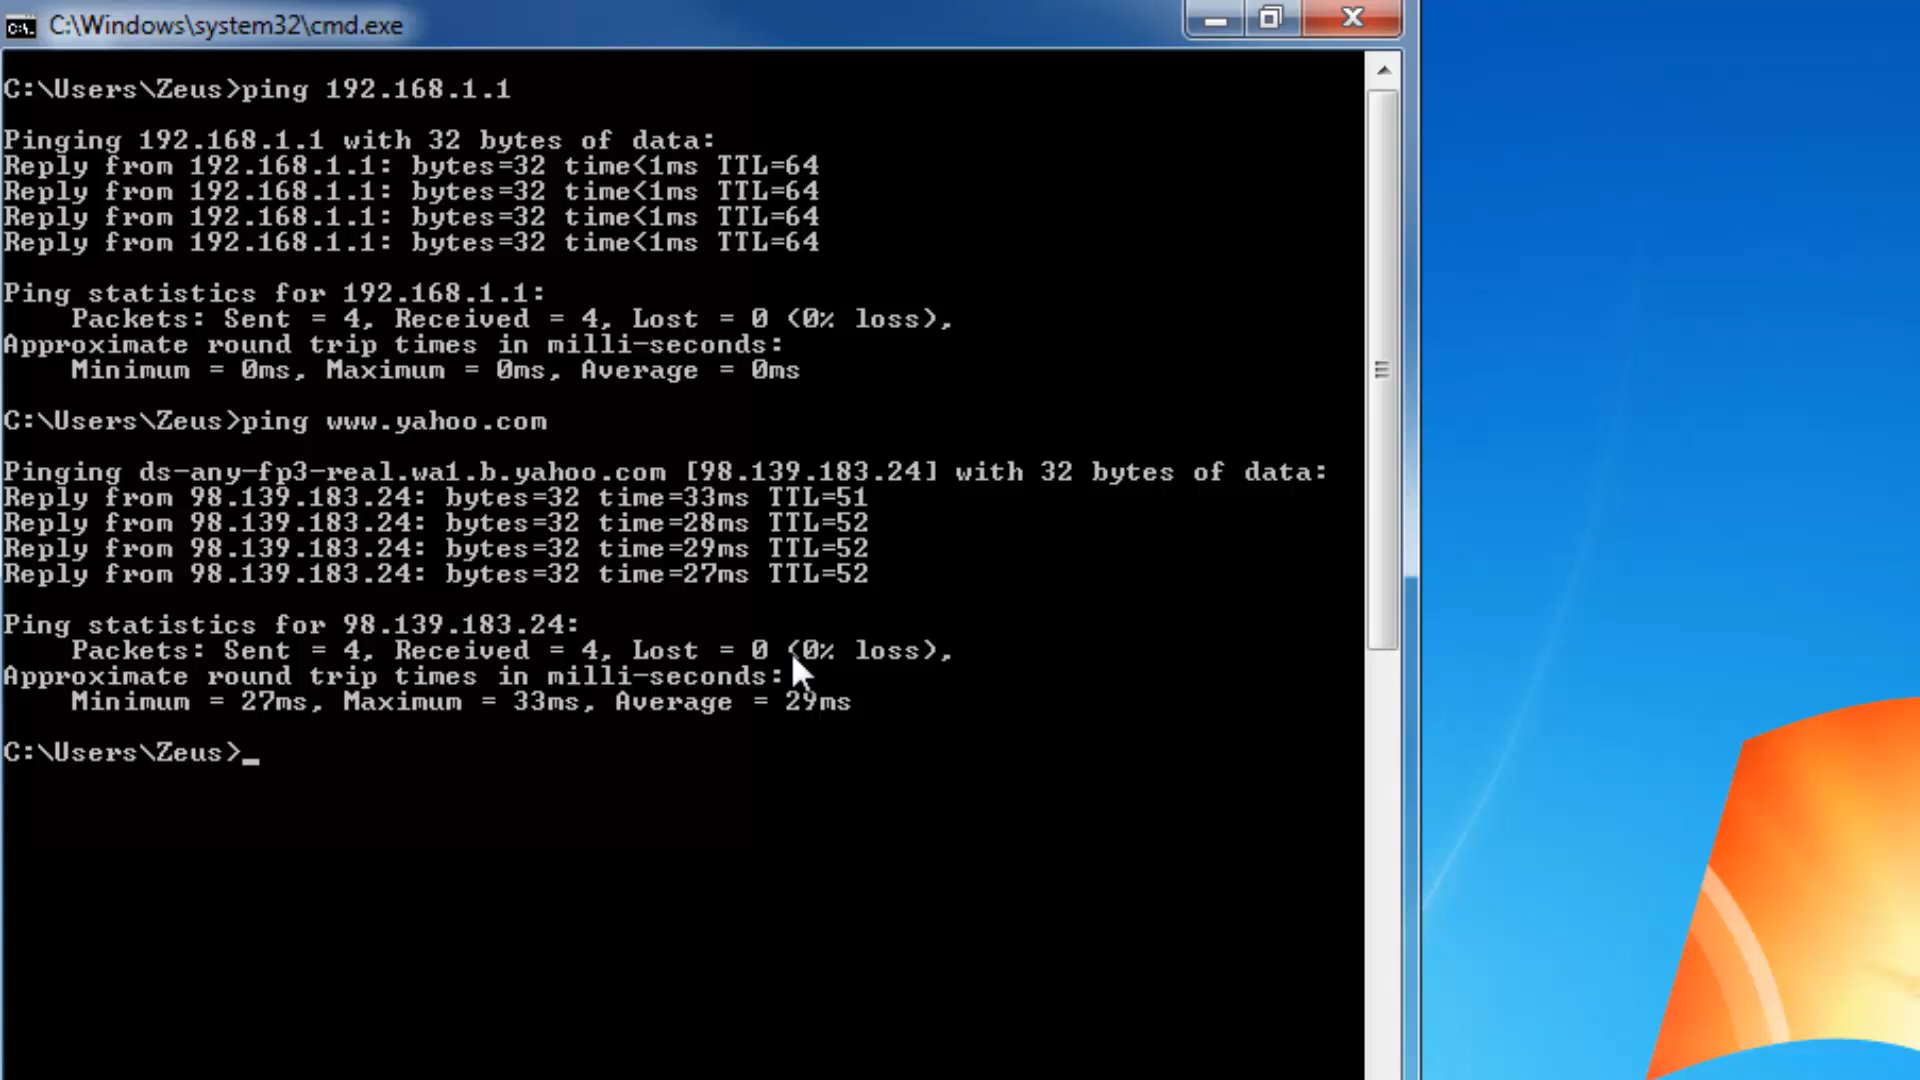 C:\Windows\system32\cmd.exe
C:\Users\Zeus>ping 192.168.1.1
Pinging 192.168.1.1 with 32 bytes of data:
Reply from 192.168.1.1: bytes=32 time<1ms TTL=64
Reply from 192.168.1.1: bytes=32 time<1ms TTL=64
Reply from 192.168.1.1: bytes=32 time<1ms TTL=64
Reply from 192.168.1.1: bytes=32 time<1ms TTL=64
Ping statistics for 192.168.1.1:
Packets: Sent = 4, Received = 4, Lost = 0 (0% loss),
Approximate round trip times in milli-seconds:
Minimum = 0ms, Maximum = 0ms, Average = 0ms
C:\Users\Zeus>ping www.yahoo.com
Pinging ds-any-fp3-real.wa1.b.yahoo.com [98.139.183.24] with 32 bytes of data:
Reply from 98.139.183.24: bytes=32 time=33ms TTL=51
Reply from 98.139.183.24: bytes=32 time=28ms TTL=52
Reply from 98.139.183.24: bytes=32 time=29ms TTL=52
Reply from 98.139.183.24: bytes=32 time=27ms TTL=52
Ping statistics for 98.139.183.24:
Packets: Sent = 4, Received = 4, Lost = 0 (0% loss),
Approximate round trip times in milli-seconds:
Minimum = 27ms, Maximum = 33ms, Average = 29ms
C:\Users\Zeus>_